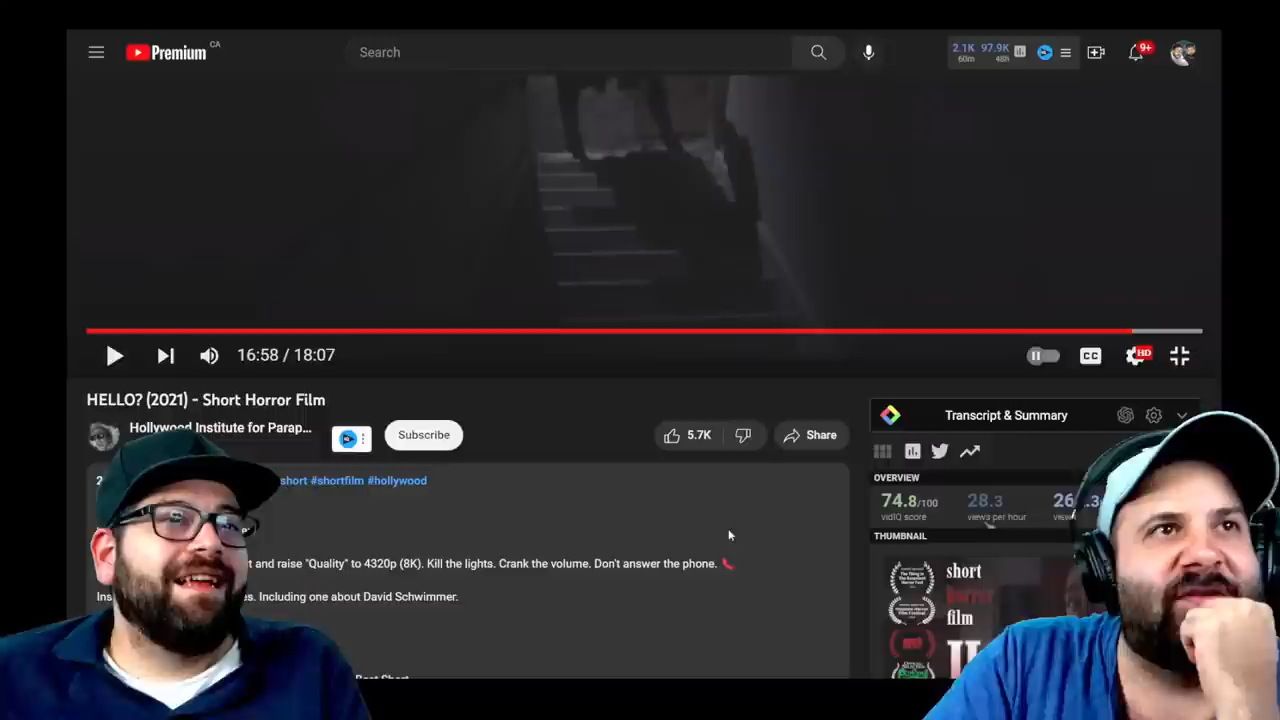 Premium CA
Search
2.1K 97.9K
60m 48h
9+
16:58 / 18:07
CC
HD
HELLO? (2021) - Short Horror Film
Hollywood Institute for Parap...
Subscribe
5.7K
Share
Transcript & Summary
short #shortfilm #hollywood
OVERVIEW
74.8/100
28.3
vidIQ score
views per hour
THUMBNAIL
and raise "Quality" to 4320p (8K). Kill the lights. Crank the volume. Don't answer the phone.
. Including one about David Schwimmer.
short
horror
film